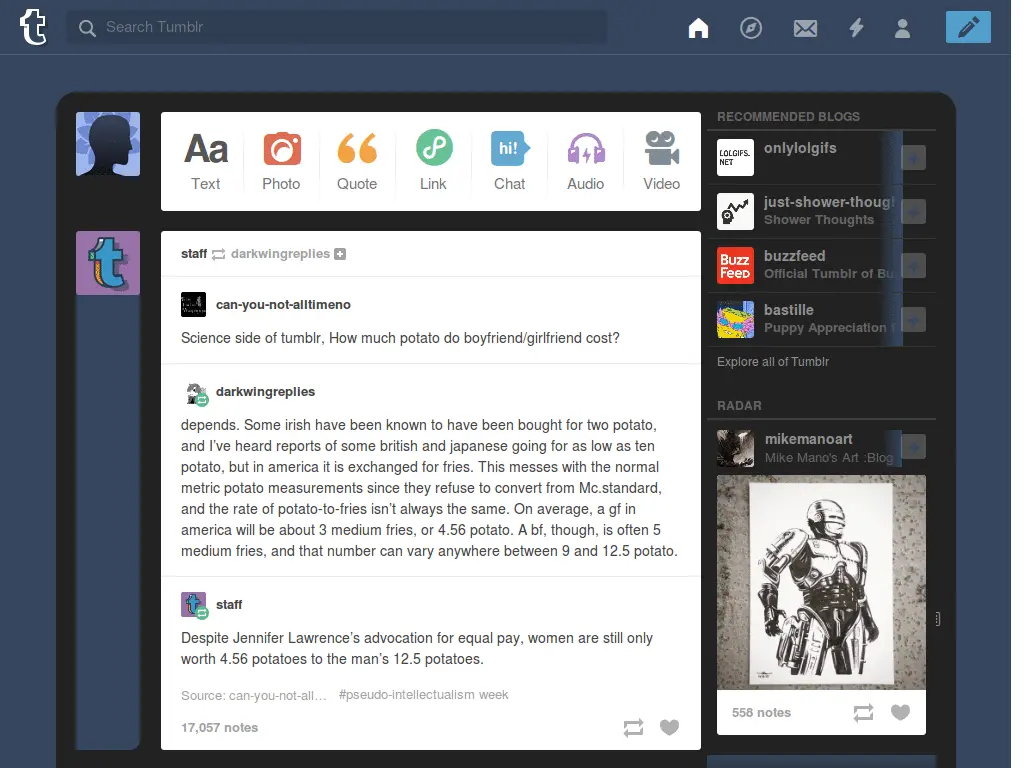 t
Search Tumblr
Aa
hi!
Text
Photo
Quote
Link
Chat
Audio
Video
t
staff darkwingreplies
can-you-not-alltimeno
Science side of tumblr, How much potato do boyfriend/girlfriend cost?
darkwingreplies
depends. Some irish have been known to have been bought for two potato,
and I've heard reports of some british and japanese going for as low as ten
potato, but in america it is exchanged for fries. This messes with the normal
metric potato measurements since they refuse to convert from Mc.standard,
and the rate of potato-to-fries isn't always the same. On average, a gf in
america will be about 3 medium fries, or 4.56 potato. A bf, though, is often 5
medium fries, and that number can vary anywhere between 9 and 12.5 potato.
t
staff
Despite Jennifer Lawrence's advocation for equal pay, women are still only
worth 4.56 potatoes to the man's 12.5 potatoes.
Source: can-you-not-all… #pseudo-intellectualism week
17,057 notes
RECOMMENDED BLOGS
LOLGIFS.
NET
onlylolgifs
just-shower-though
Shower Thoughts
Buzz
Feed
buzzfeed
Official Tumblr of Bu
bastille
Puppy Appreciation
Explore all of Tumblr
RADAR
mikemanoart
Mike Mano's Art :Blog
558 notes